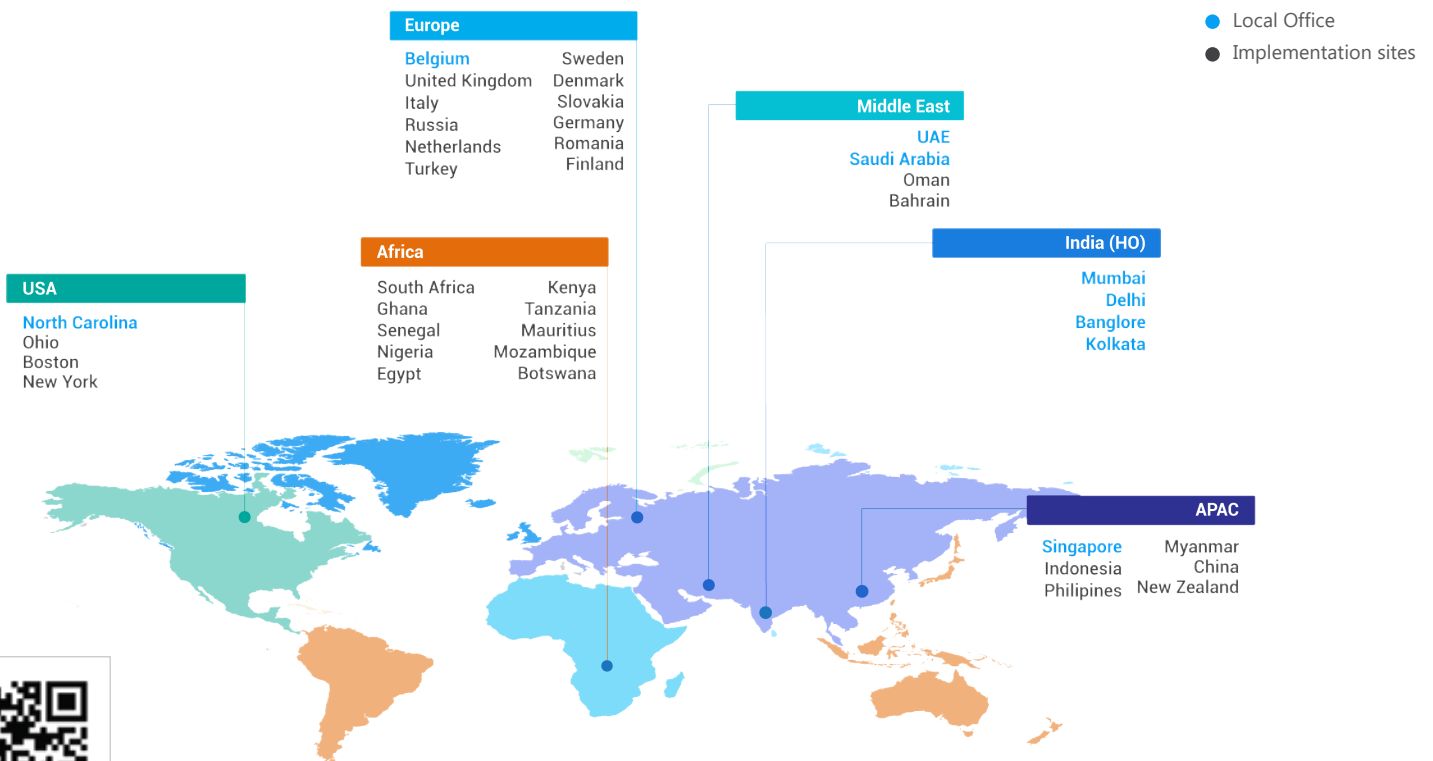 Local Office
Implementation sites
Europe
Belgium
United Kingdom
Italy
Russia
Netherlands
Turkey
Sweden
Denmark
Slovakia
Germany
Romania
Finland
Middle East
UAE
Saudi Arabia
Oman
Bahrain
India (HO)
Mumbai
Delhi
Banglore
Kolkata
Africa
South Africa
Ghana
Senegal
Nigeria
Egypt
Kenya
Tanzania
Mauritius
Mozambique
Botswana
USA
North Carolina
Ohio
Boston
New York
APAC
Singapore
Indonesia
Philipines
Myanmar
China
New Zealand